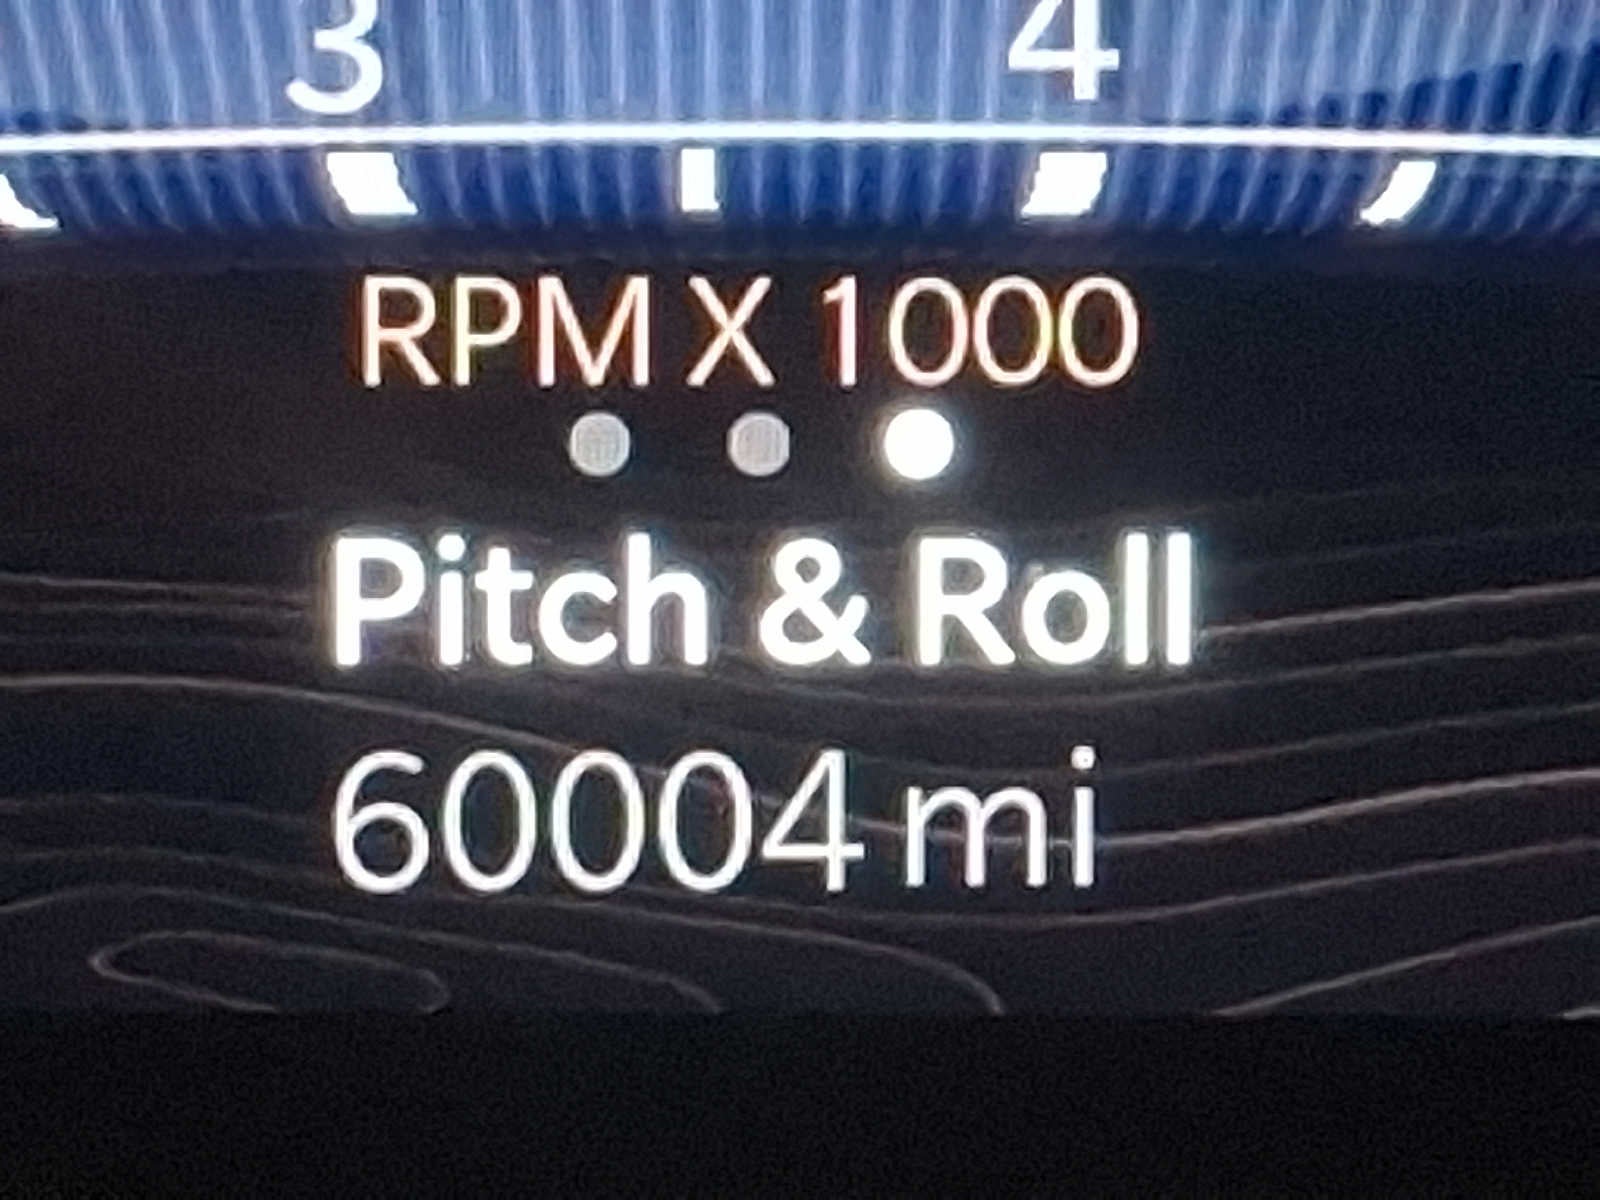 3 4
RPM X 1000
Pitch & Roll
60004 mi